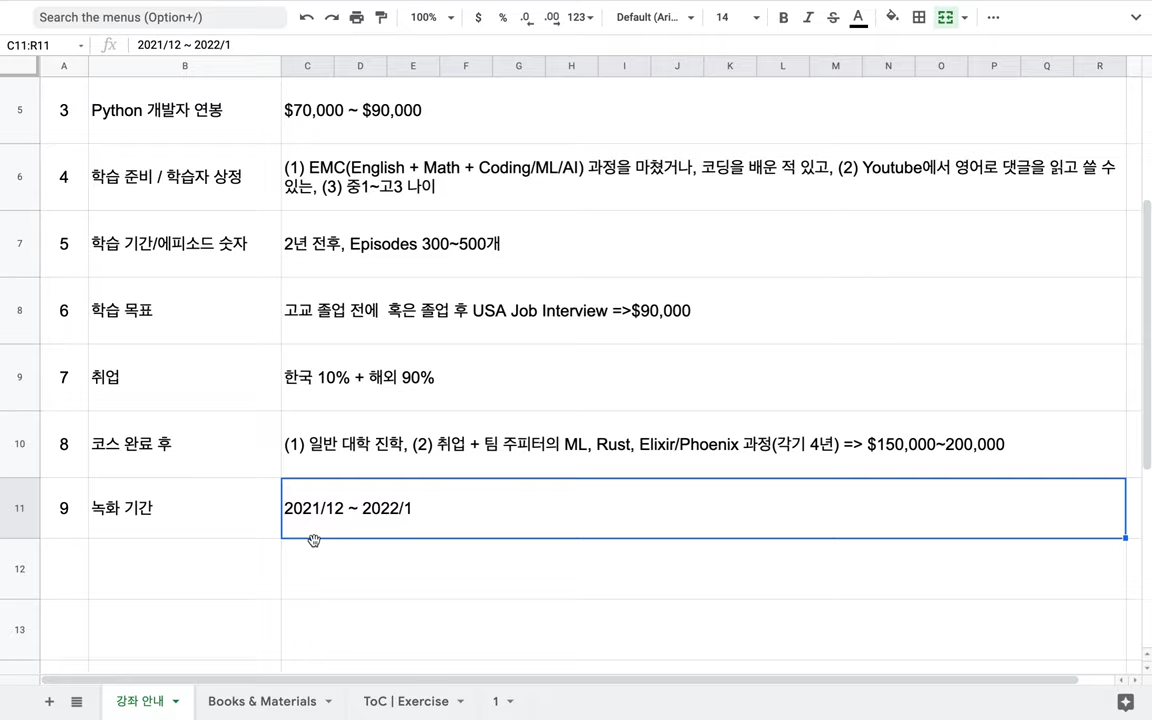 Search the menus (Option+/)
100%
$
%
.0
.00
123
Default (Ari...
14
B
I
S
A
C11:R11
fx
2021/12 ~ 2022/1
A B C D E F G H I J K L M N O P Q R
5 3 Python 개발자 연봉 $70,000 ~ $90,000
6 4 학습 준비 / 학습자 상정 (1) EMC(English + Math + Coding/ML/AI) 과정을 마쳤거나, 코딩을 배운 적 있고, (2) Youtube에서 영어로 댓글을 읽고 쓸 수
있는, (3) 중1~고3 나이
7 5 학습 기간/에피소드 숫자 2년 전후, Episodes 300~500개
8 6 학습 목표 고교 졸업 전에 혹은 졸업 후 USA Job Interview =>$90,000
9 7 취업 한국 10% + 해외 90%
10 8 코스 완료 후 (1) 일반 대학 진학, (2) 취업 + 팀 주피터의 ML, Rust, Elixir/Phoenix 과정(각기 4년) => $150,000~200,000
11 9 녹화 기간 2021/12 ~ 2022/1
12
13
강좌 안내 Books & Materials ToC | Exercise 1